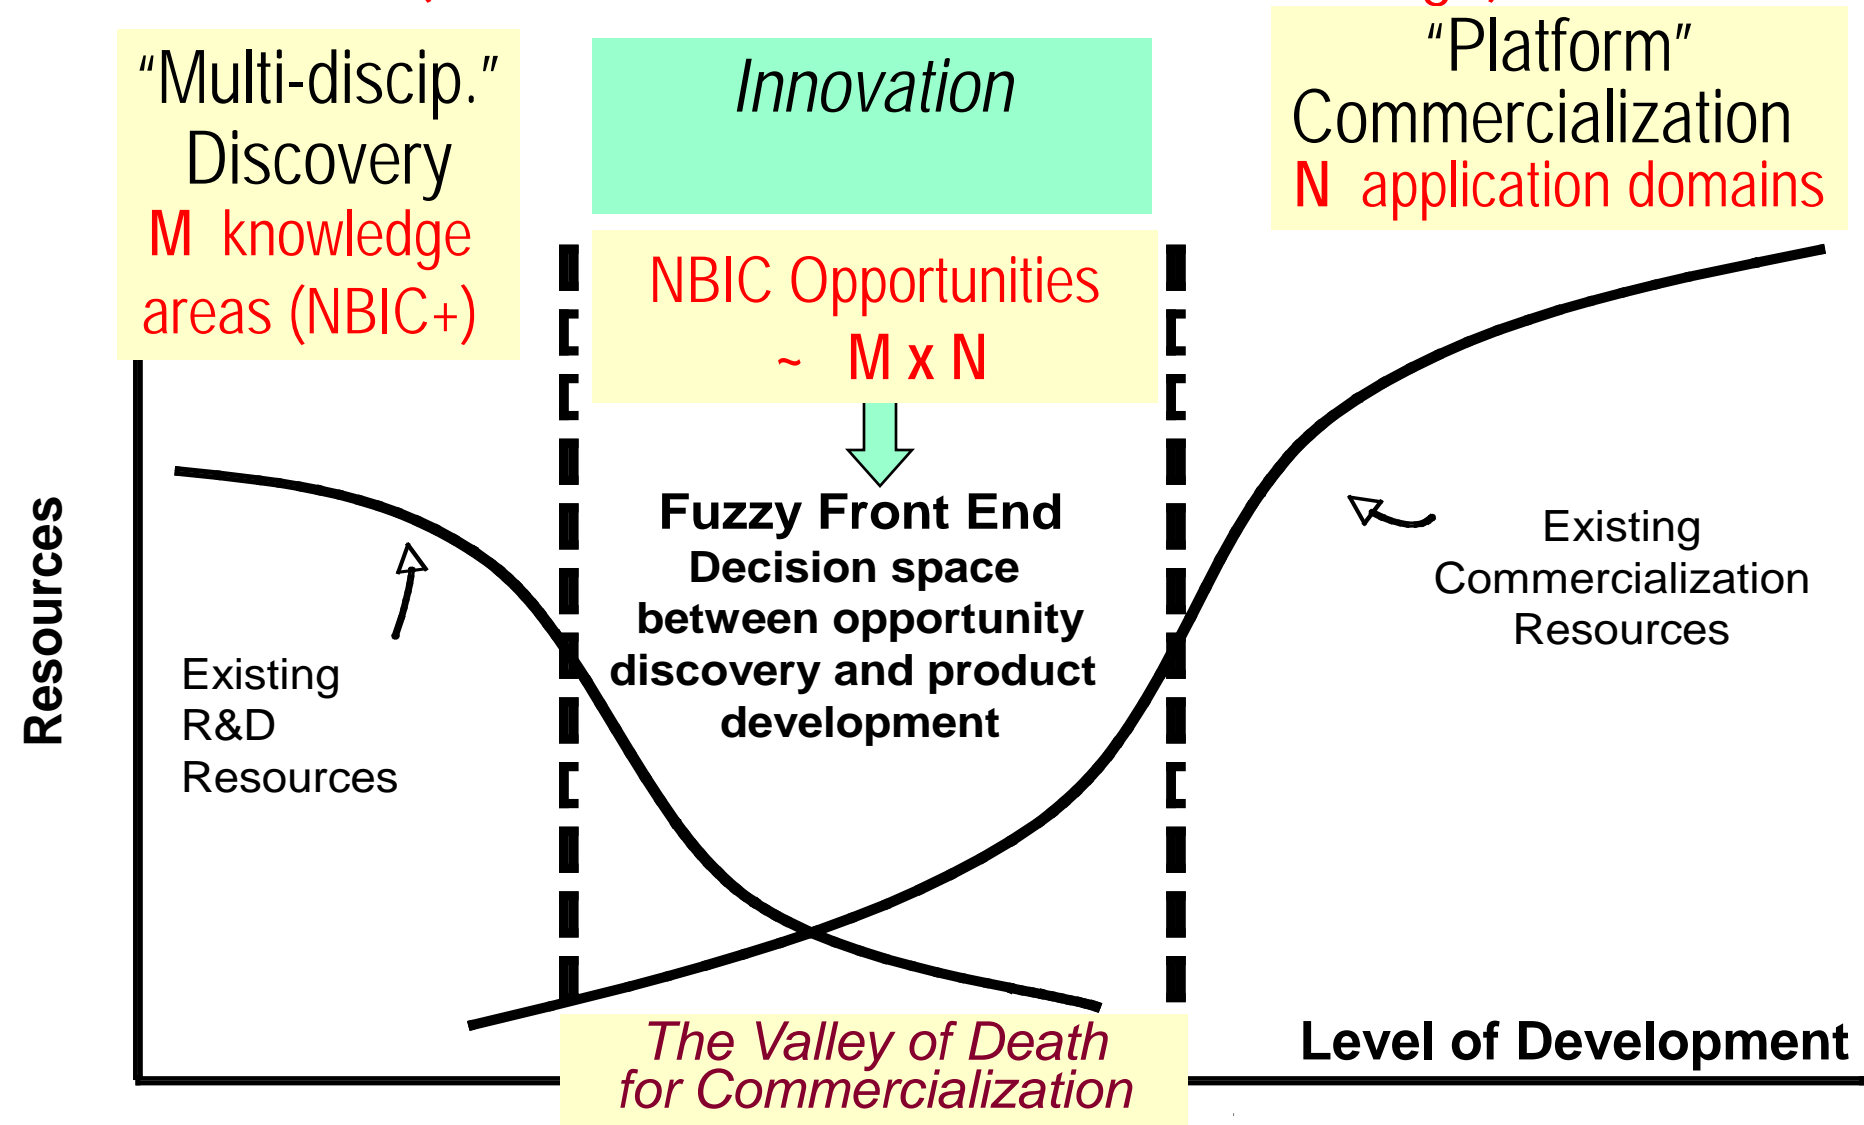 “Multi-discip.”
Discovery
M knowledge
areas (NBIC+)
Innovation
“Platform”
Commercialization
N application domains
NBIC Opportunities
~ M x N
Fuzzy Front End
Decision space
between opportunity
discovery and product
development
Resources
Existing
R&D
Resources
Existing
Commercialization
Resources
The Valley of Death
for Commercialization
Level of Development